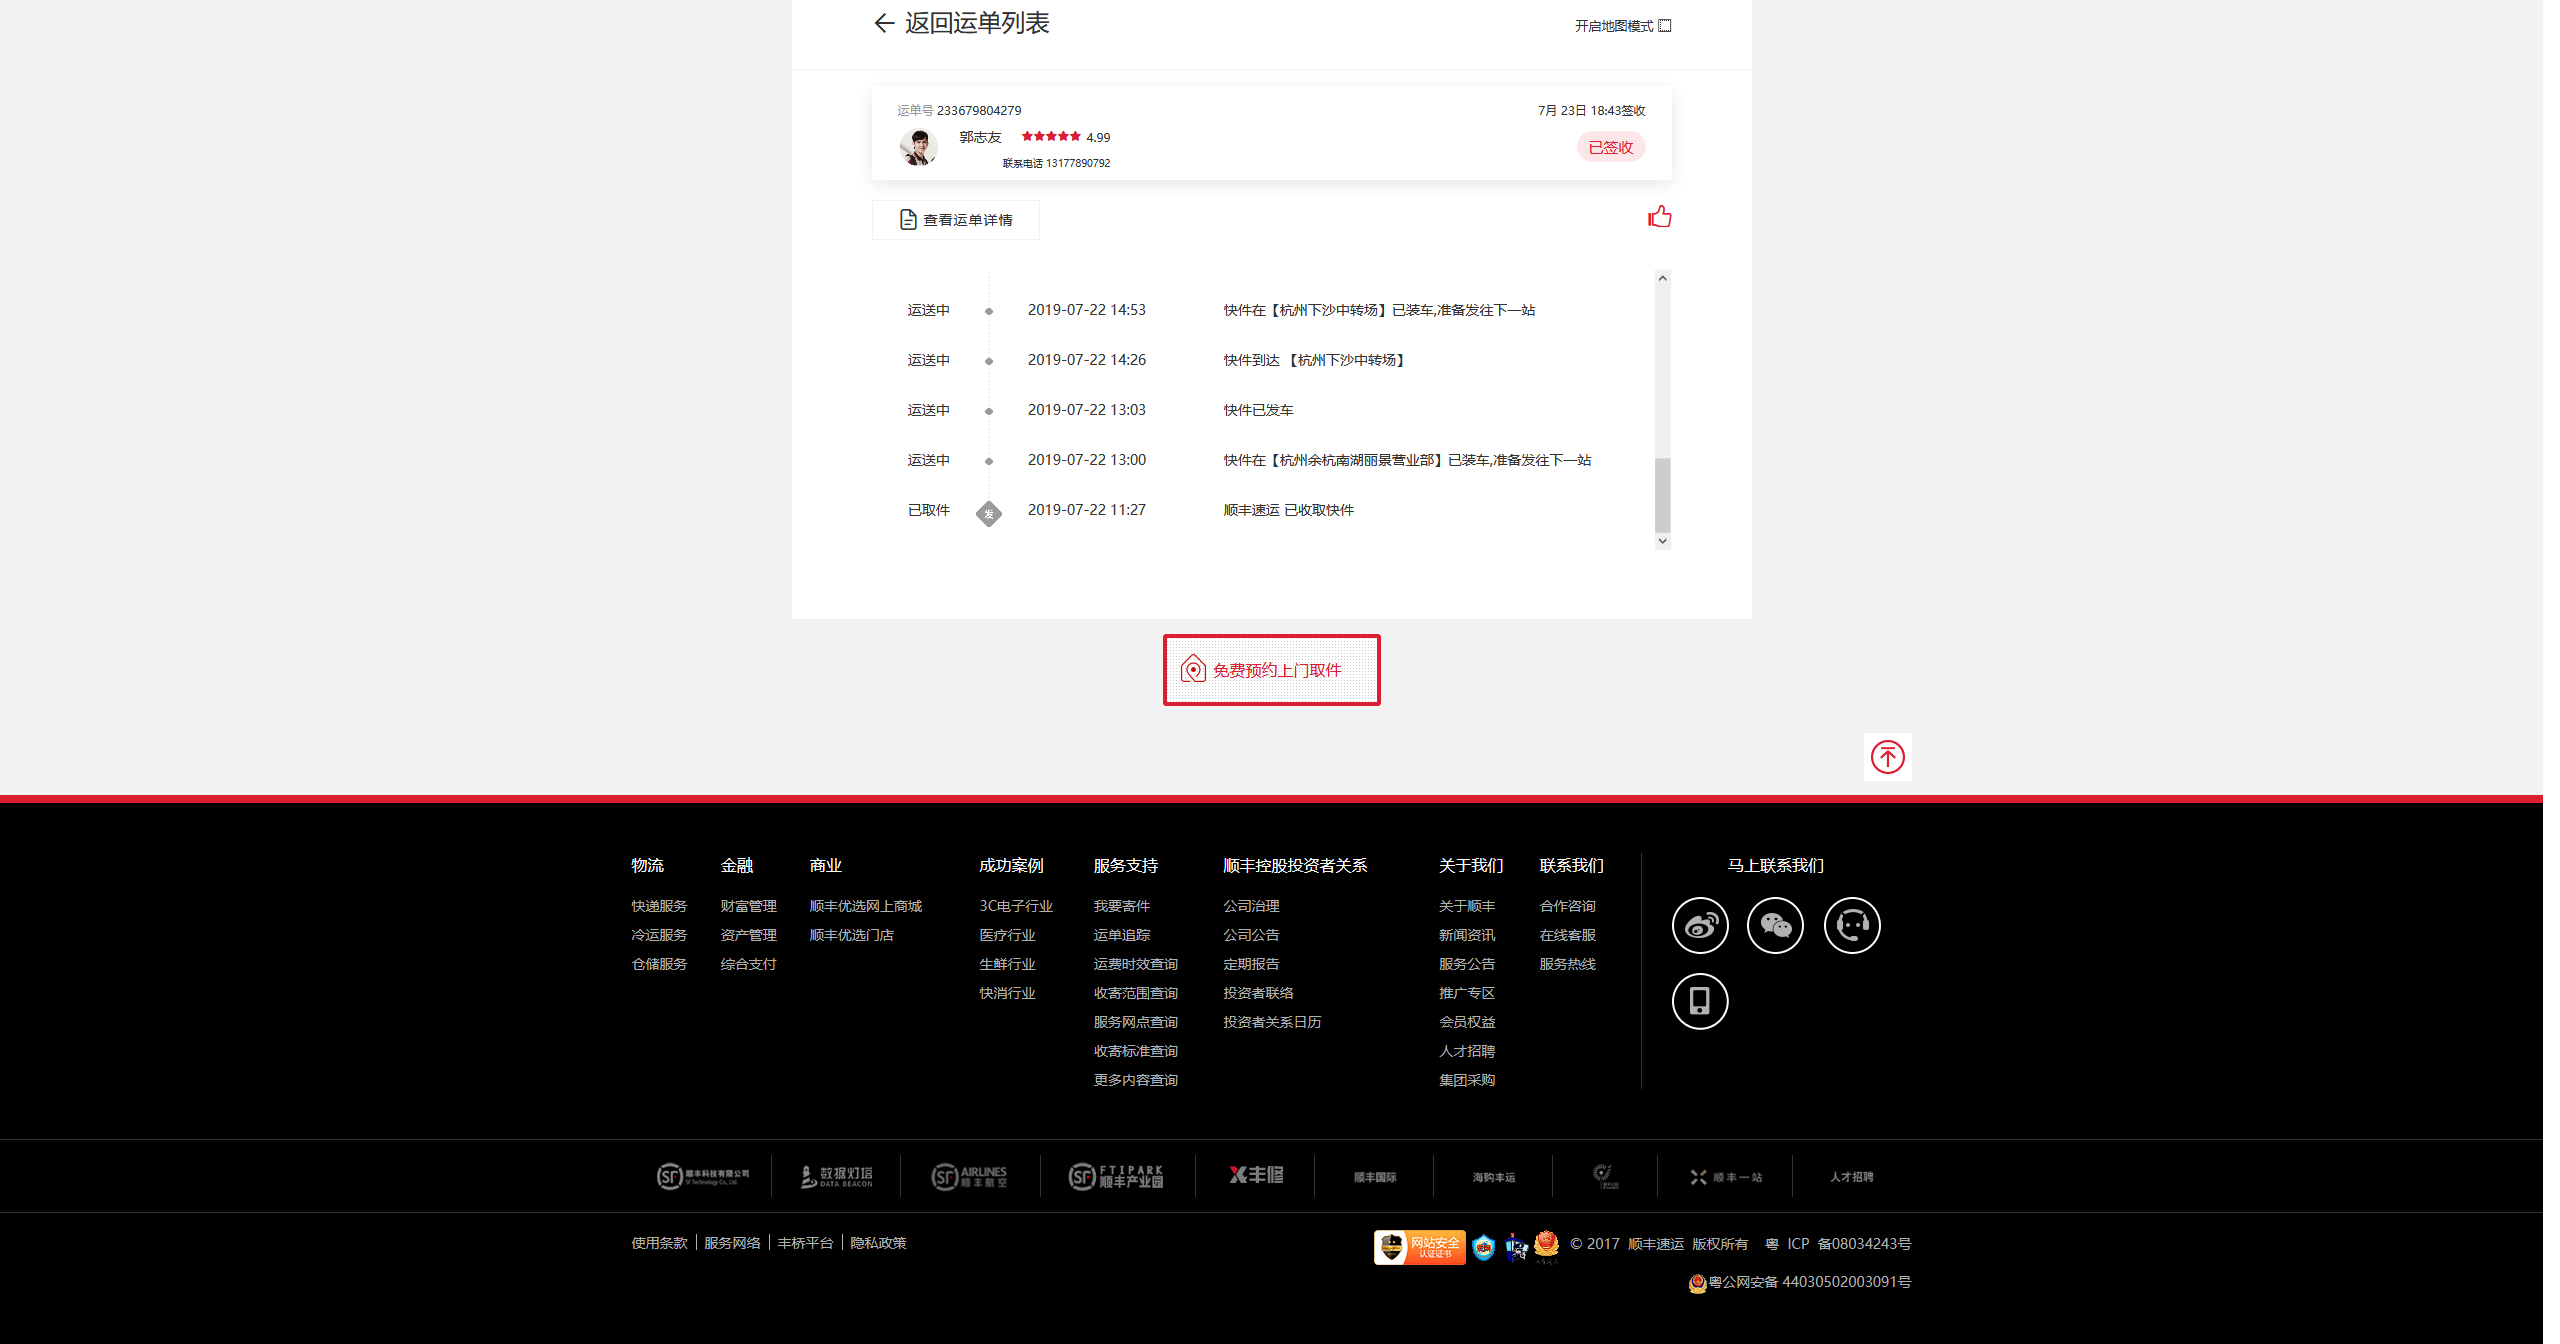 返回运单列表
开启地图模式
运单号 233679804279
7月 23日 18:43签收
郭志友 4.99
已签收
联系电话 13177890792
查看运单详情
运送中 2019-07-22 14:53 快件在【杭州下沙中转场】已装车,准备发往下一站
运送中 2019-07-22 14:26 快件到达 【杭州下沙中转场】
运送中 2019-07-22 13:03 快件已发车
运送中 2019-07-22 13:00 快件在【杭州余杭南湖丽景营业部】已装车,准备发往下一站
已取件 发 2019-07-22 11:27 顺丰速运 已收取快件
免费预约上门取件
物流 金融 商业 成功案例 服务支持 顺丰控股投资者关系 关于我们 联系我们 马上联系我们
快递服务 财富管理 顺丰优选网上商城 3C电子行业 我要寄件 公司治理 关于顺丰 合作咨询
冷运服务 资产管理 顺丰优选门店 医疗行业 运单追踪 公司公告 新闻资讯 在线客服
仓储服务 综合支付 生鲜行业 运费时效查询 定期报告 服务公告 服务热线
快消行业 收寄范围查询 投资者联络 推广专区
服务网点查询 投资者关系日历 会员权益
收寄标准查询 人才招聘
更多内容查询 集团采购
SF 顺丰科技有限公司 SF Technology Co., Ltd.
数据灯塔 DATA BEACON
SF AIRLINES 顺丰航空
SF FTIPARK 顺丰产业园
X丰修
顺丰国际
海购丰运
顺丰一站
人才招聘
使用条款 服务网络 丰桥平台 隐私政策
网站安全 认证证书
© 2017 顺丰速运 版权所有 粤 ICP 备08034243号
粤公网安备 44030502003091号